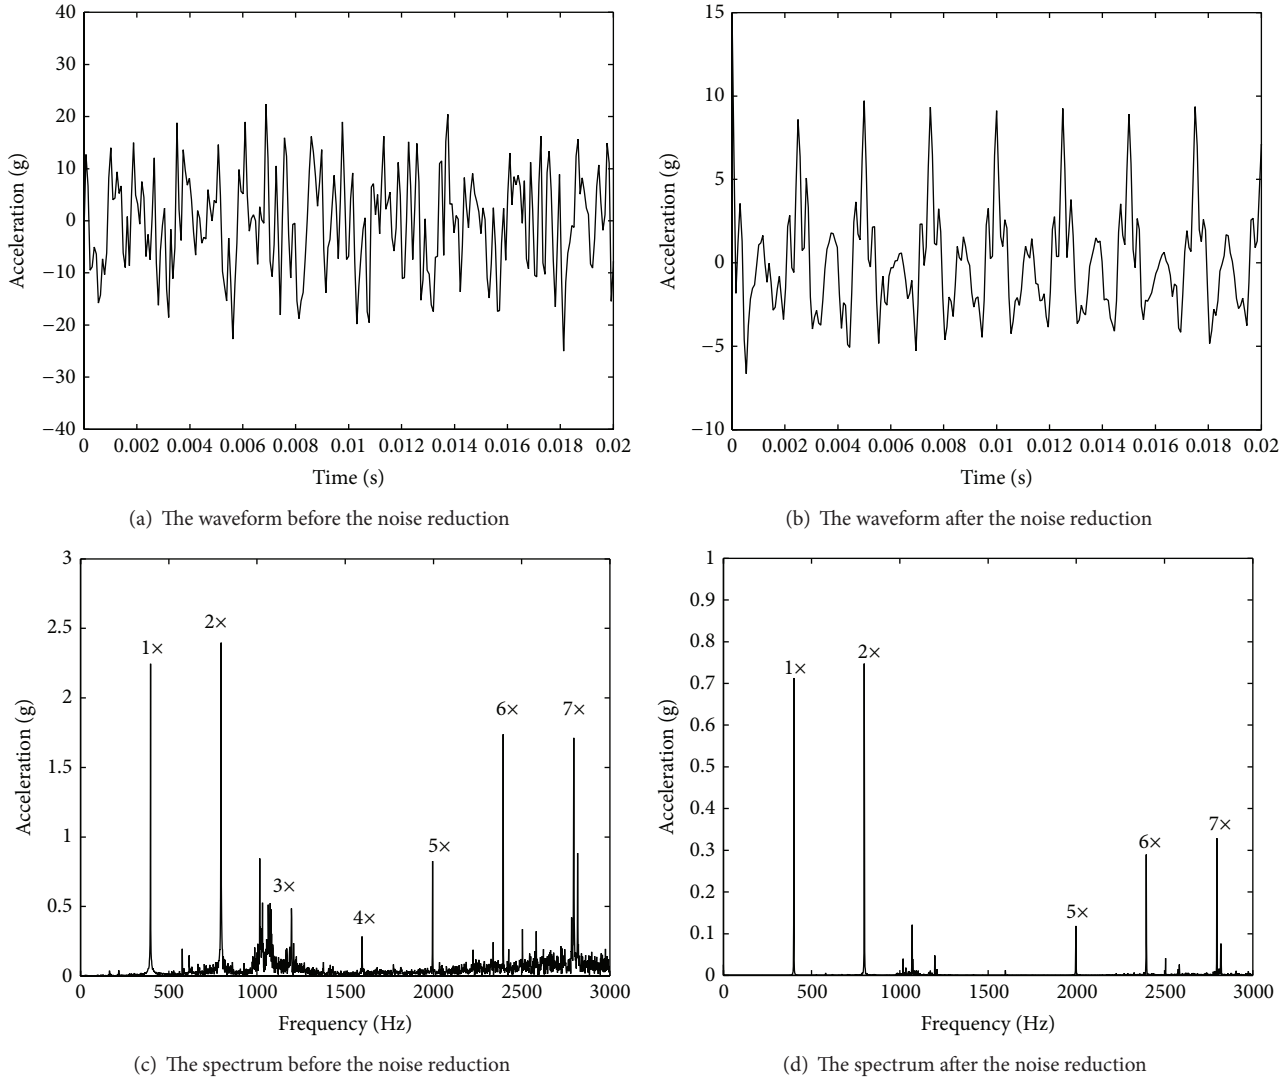 40
30
20
10
0
−10
−20
−30
−40
Acceleration (g)
0 0.002 0.004 0.006 0.008 0.01 0.012 0.014 0.016 0.018 0.02
Time (s)
(a) The waveform before the noise reduction
15
10
5
0
−5
−10
Acceleration (g)
0 0.002 0.004 0.006 0.008 0.01 0.012 0.014 0.016 0.018 0.02
Time (s)
(b) The waveform after the noise reduction
3
2.5
2
1.5
1
0.5
0
Acceleration (g)
1×
2×
3×
4×
5×
6×
7×
0 500 1000 1500 2000 2500 3000
Frequency (Hz)
(c) The spectrum before the noise reduction
1
0.9
0.8
0.7
0.6
0.5
0.4
0.3
0.2
0.1
0
Acceleration (g)
1×
2×
5×
6×
7×
0 500 1000 1500 2000 2500 3000
Frequency (Hz)
(d) The spectrum after the noise reduction